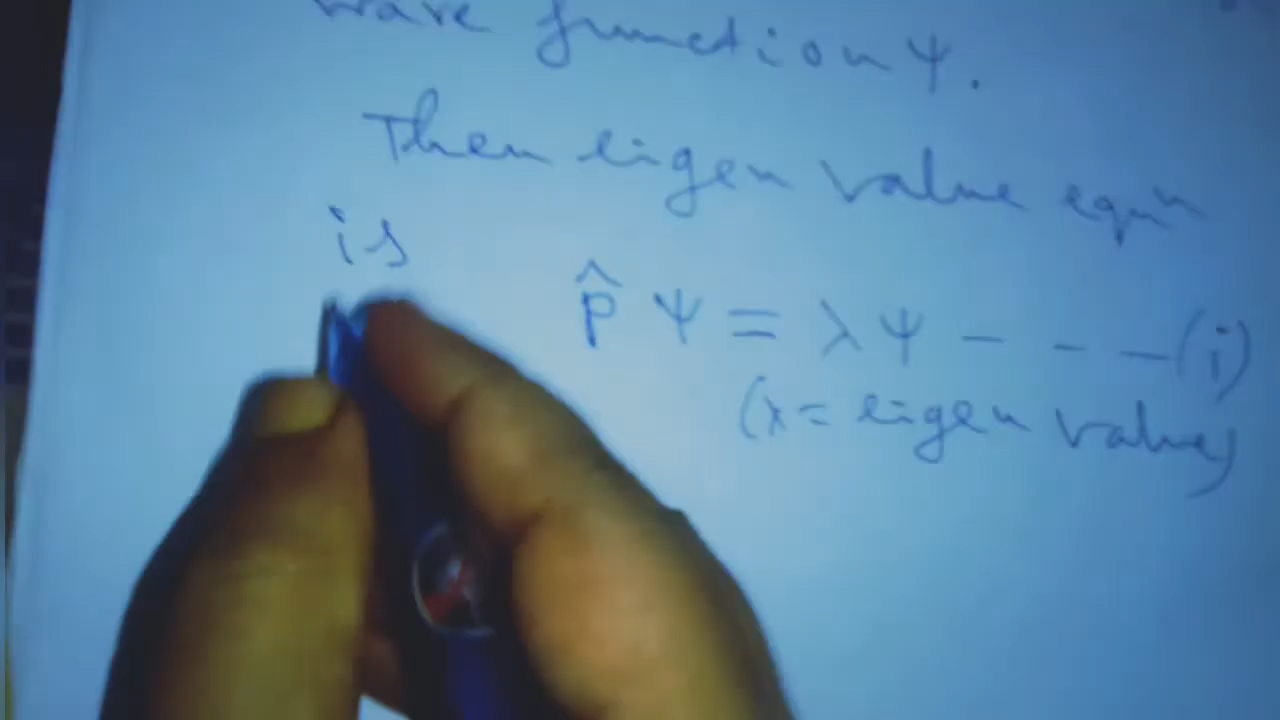 wave function ψ.
Then eigen value eqⁿ
is
p̂ ψ = λ ψ - - - (i)
(λ = eigen value)